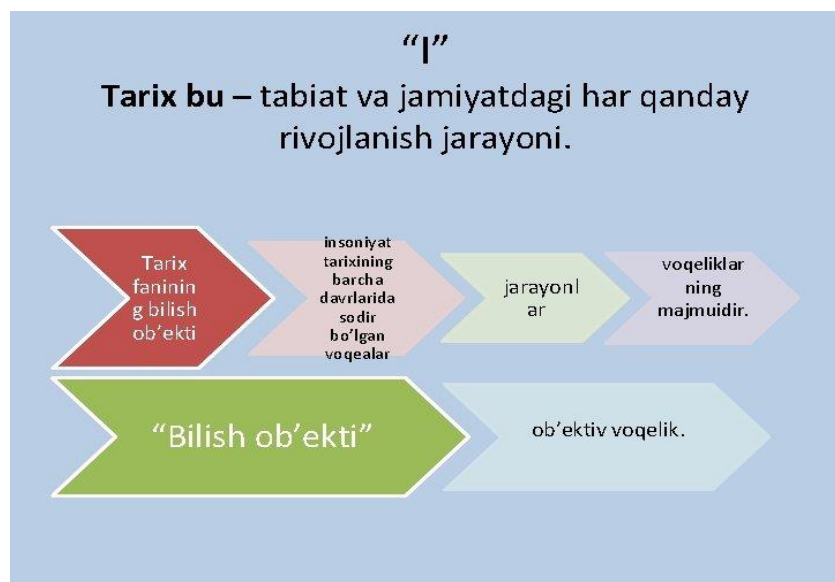 “I”
Tarix bu – tabiat va jamiyatdagi har qanday
rivojlanish jarayoni.
Tarix
faninin
g bilish
ob’ekti
insoniyat
tarixining
barcha
davrlarida
sodir
bo’lgan
voqealar
jarayonl
ar
voqeliklar
ning
majmuidir.
“Bilish ob’ekti”
ob’ektiv voqelik.